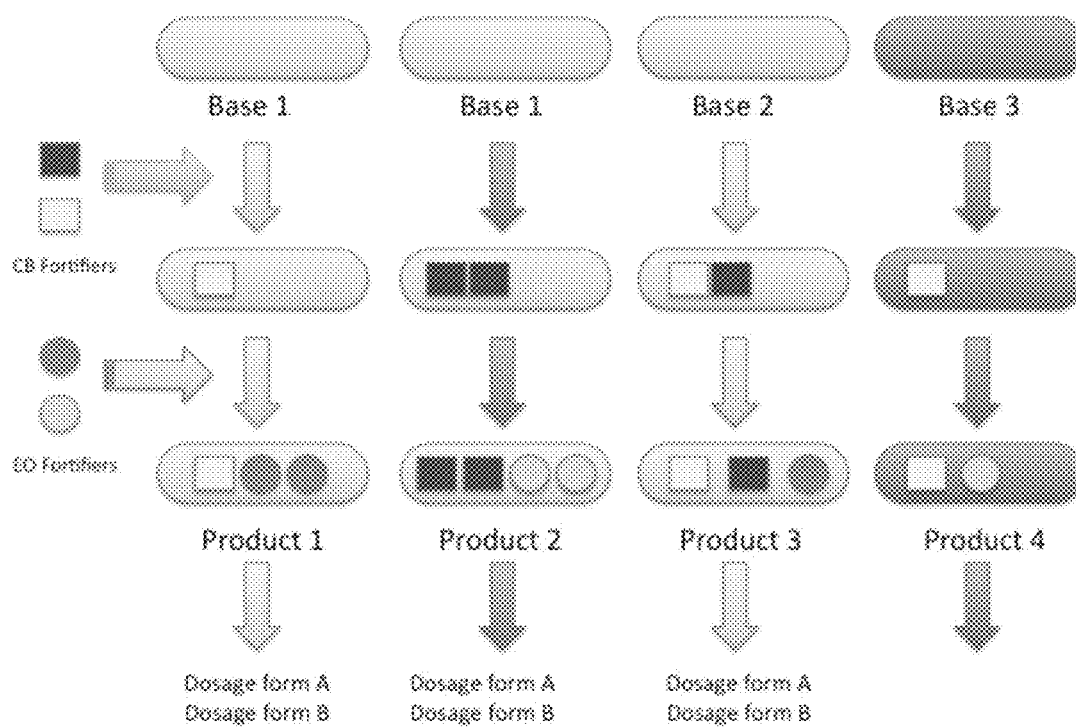 Base 1
Base 1
Base 2
Base 3
CB Fortifiers
EO Fortifiers
Product 1
Product 2
Product 3
Product 4
Dosage form A
Dosage form B
Dosage form A
Dosage form B
Dosage form A
Dosage form B